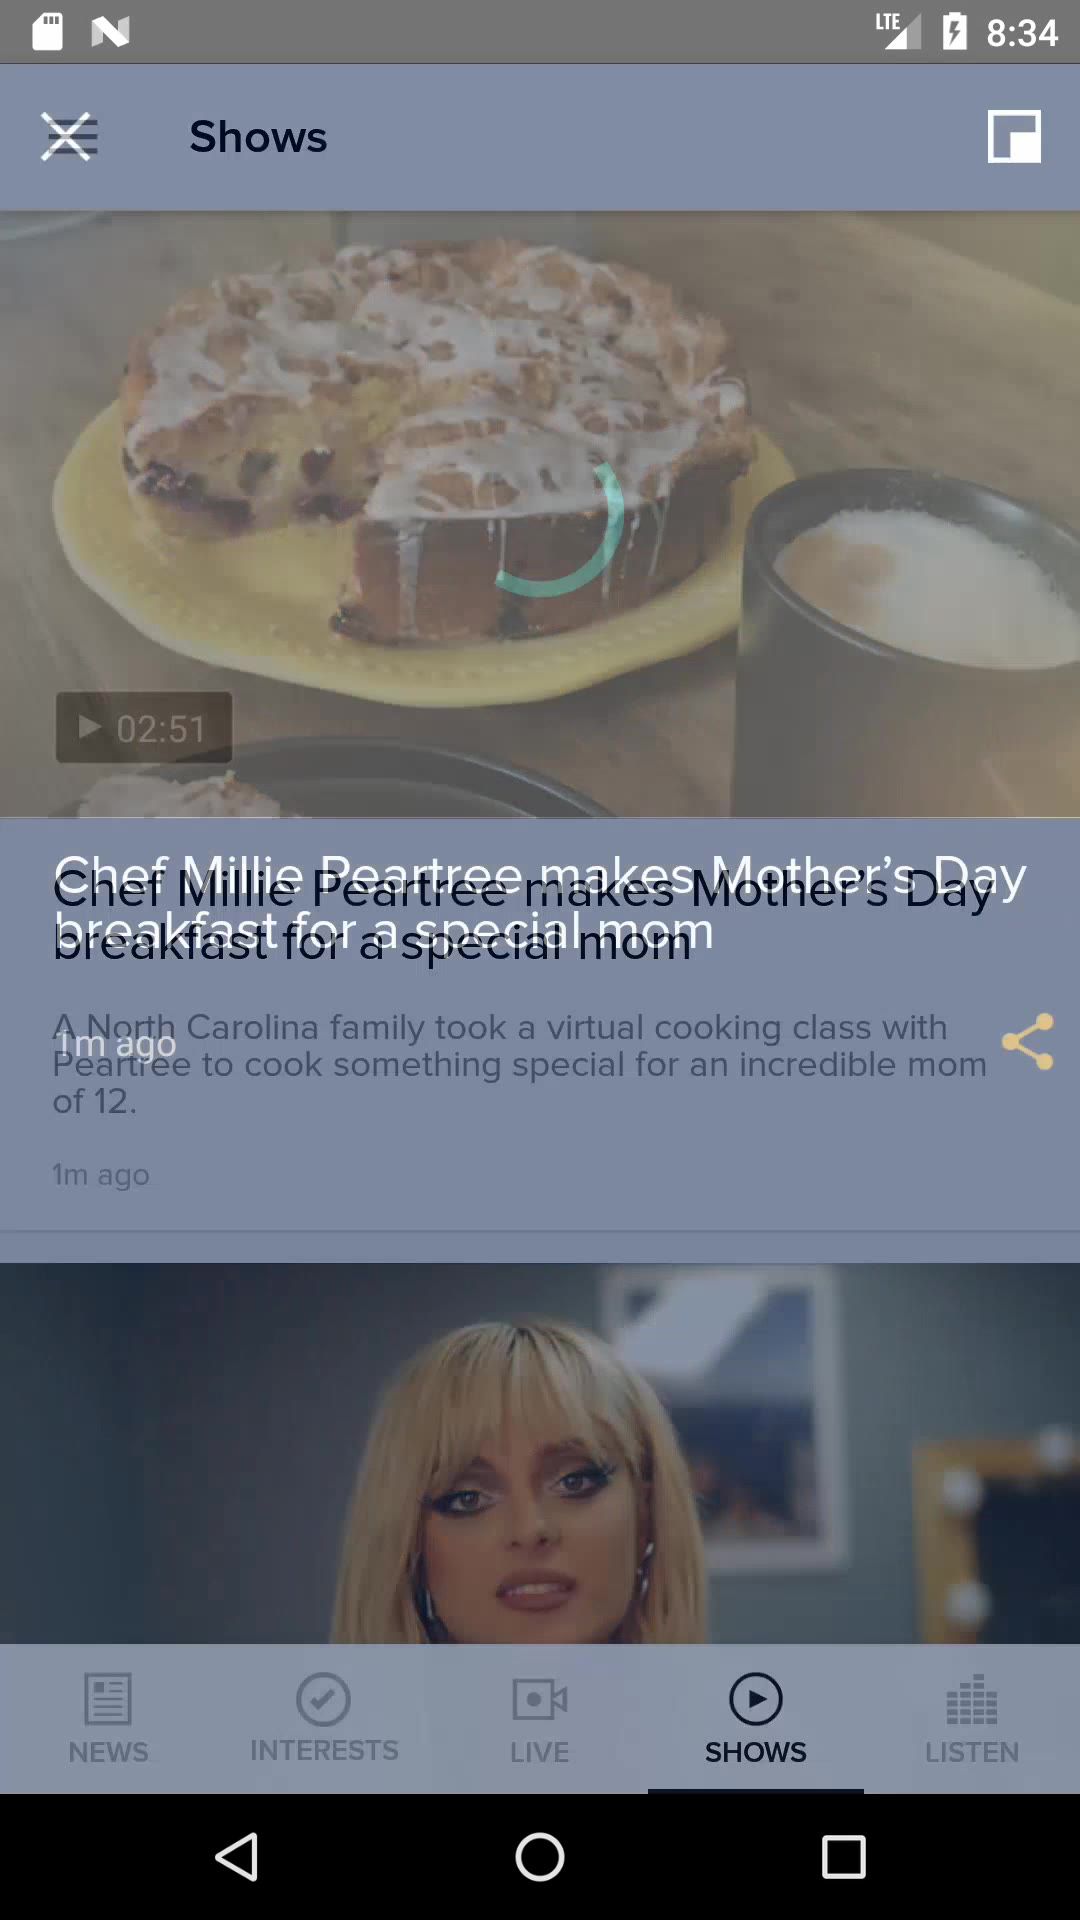 LTE 8:34
Shows
02:51
Chef Millie Peartree makes Mother's Day
breakfast for a special mom
Chef Millie Peartree makes Mother's Day
breakfast for a special mom
A North Carolina family took a virtual cooking class with
Peartree to cook something special for an incredible mom
of 12.
1m ago
1m ago
NEWS INTERESTS LIVE SHOWS LISTEN